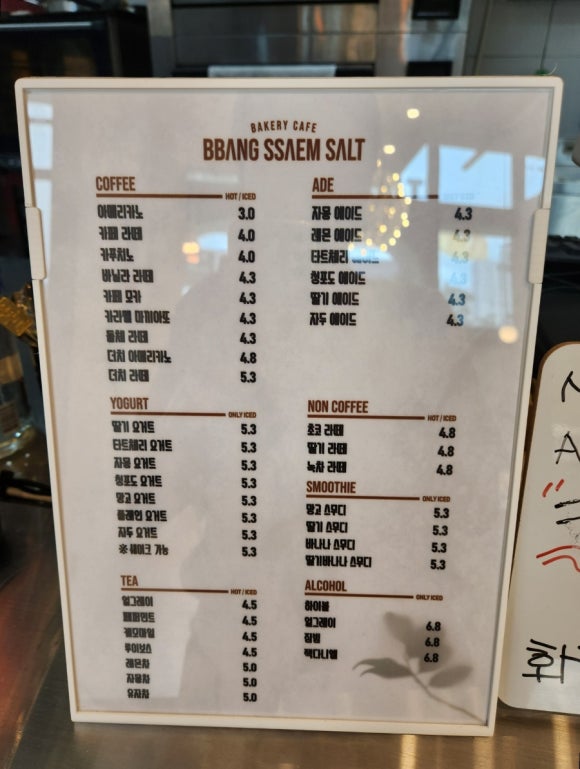 BAKERY CAFE
BBANG SSAEM SALT
COFFEE
HOT / ICED
아메리카노 3.0
카페 라떼 4.0
카푸치노 4.0
바닐라 라떼 4.3
카페 모카 4.3
카라멜 마끼아또 4.3
돌체 라떼 4.3
더치 아메리카노 4.8
더치 라떼 5.3
ADE
자몽 에이드 4.3
레몬 에이드 4.3
타트체리 에이드 4.3
청포도 에이드 4.3
딸기 에이드 4.3
자두 에이드 4.3
YOGURT
ONLY ICED
딸기 요거트 5.3
타트체리 요거트 5.3
자몽 요거트 5.3
청포도 요거트 5.3
망고 요거트 5.3
플레인 요거트 5.3
자두 요거트 5.3
※ 쉐이크 가능 5.3
NON COFFEE
HOT / ICED
초코 라떼 4.8
딸기 라떼 4.8
녹차 라떼 4.8
SMOOTHIE
ONLY ICED
망고 스무디 5.3
딸기 스무디 5.3
바나나 스무디 5.3
딸기바나나 스무디 5.3
TEA
HOT / ICED
얼그레이 4.5
페퍼민트 4.5
캐모마일 4.5
루이보스 4.5
레몬차 5.0
자몽차 5.0
유자차 5.0
ALCOHOL
ONLY ICED
하이볼
얼그레이 6.8
짐빔 6.8
잭다니엘 6.8